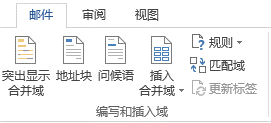 邮件 审阅 视图
突出显示 合并域
地址块
问候语
插入 合并域
规则
匹配域
更新标签
编写和插入域